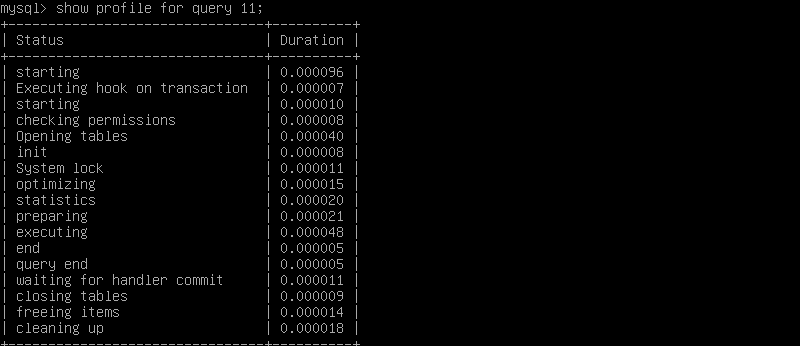 mysql> show profile for query 11;
+--------------------------------+----------+
| Status                         | Duration |
+--------------------------------+----------+
| starting                       | 0.000096 |
| Executing hook on transaction  | 0.000007 |
| starting                       | 0.000010 |
| checking permissions           | 0.000008 |
| Opening tables                 | 0.000040 |
| init                           | 0.000008 |
| System lock                    | 0.000011 |
| optimizing                     | 0.000015 |
| statistics                     | 0.000020 |
| preparing                      | 0.000021 |
| executing                      | 0.000048 |
| end                            | 0.000005 |
| query end                      | 0.000005 |
| waiting for handler commit     | 0.000011 |
| closing tables                 | 0.000009 |
| freeing items                  | 0.000014 |
| cleaning up                    | 0.000018 |
+--------------------------------+----------+